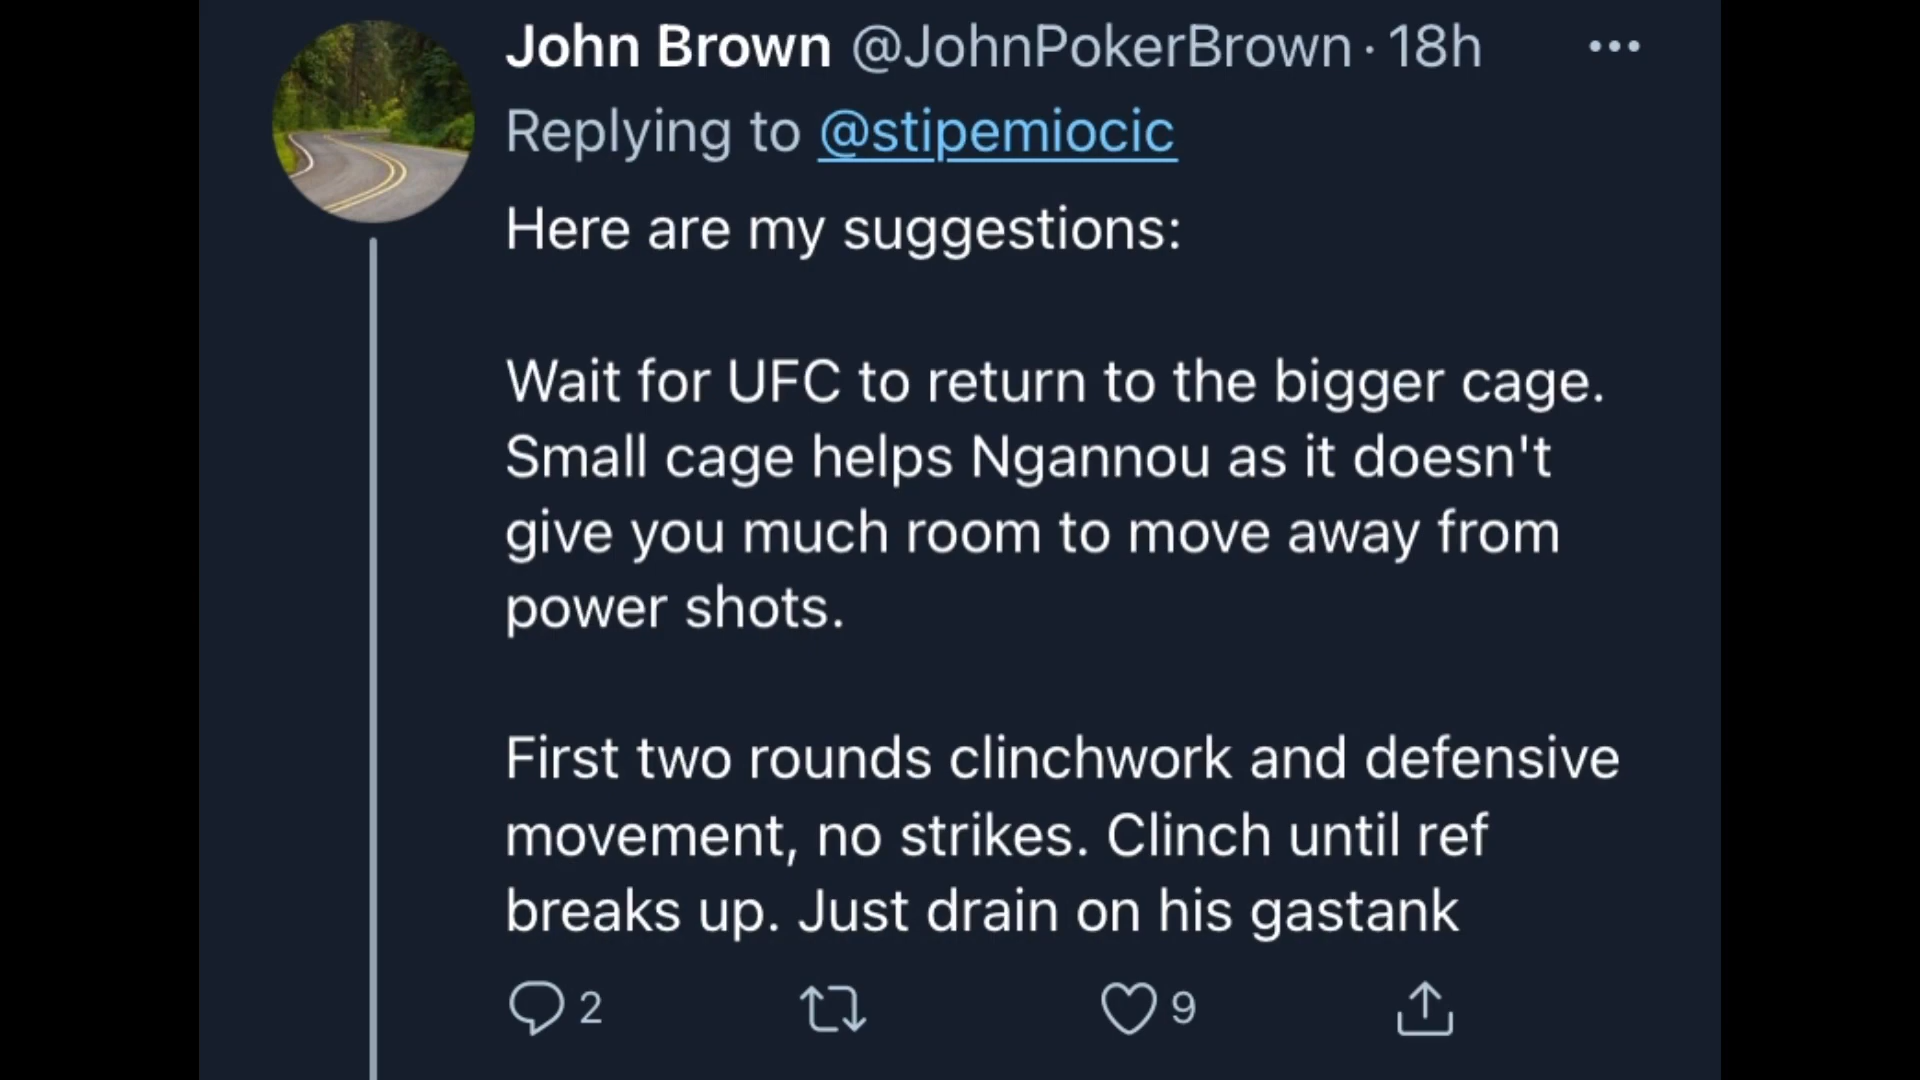 John Brown @JohnPokerBrown · 18h
Replying to @stipemiocic
Here are my suggestions:
Wait for UFC to return to the bigger cage.
Small cage helps Ngannou as it doesn't
give you much room to move away from
power shots.
First two rounds clinchwork and defensive
movement, no strikes. Clinch until ref
breaks up. Just drain on his gastank
2 9